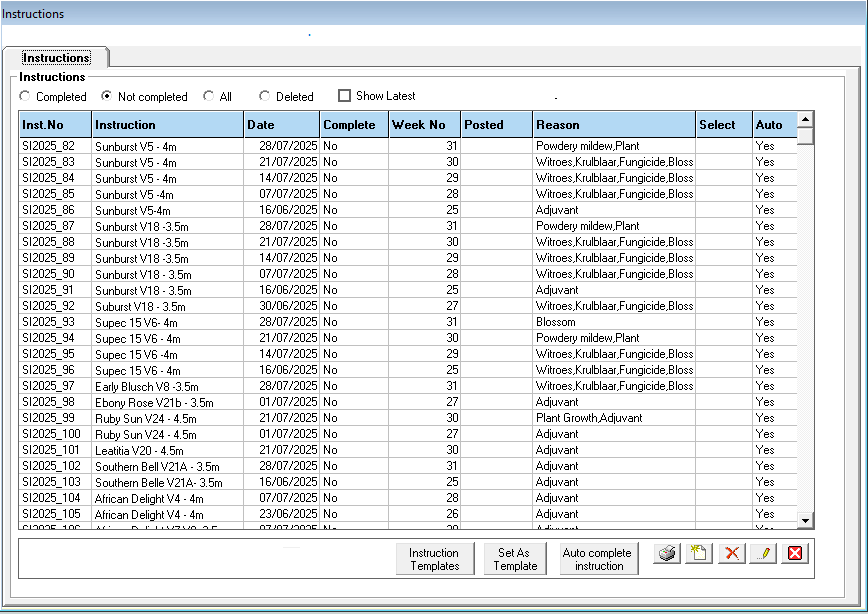 Instructions
Instructions
Instructions
Completed Not completed All Deleted Show Latest
Inst.No Instruction Date Complete Week No Posted Reason Select Auto
SI2025_82 Sunburst V5 - 4m 28/07/2025 No 31 Powdery mildew,Plant Yes
SI2025_83 Sunburst V5 - 4m 21/07/2025 No 30 Witroes,Krulblaar,Fungicide,Bloss Yes
SI2025_84 Sunburst V5 - 4m 14/07/2025 No 29 Witroes,Krulblaar,Fungicide,Bloss Yes
SI2025_85 Sunburst V5 -4m 07/07/2025 No 28 Witroes,Krulblaar,Fungicide,Bloss Yes
SI2025_86 Sunburst V5-4m 16/06/2025 No 25 Adjuvant Yes
SI2025_87 Sunburst V18 -3.5m 28/07/2025 No 31 Powdery mildew,Plant Yes
SI2025_88 Sunburst V18 -3.5m 21/07/2025 No 30 Witroes,Krulblaar,Fungicide,Bloss Yes
SI2025_89 Sunburst V18 -3.5m 14/07/2025 No 29 Witroes,Krulblaar,Fungicide,Bloss Yes
SI2025_90 Sunburst V18 - 3.5m 07/07/2025 No 28 Witroes,Krulblaar,Fungicide,Bloss Yes
SI2025_91 Sunburst V18 - 3.5m 16/06/2025 No 25 Adjuvant Yes
SI2025_92 Suburst V18 - 3.5m 30/06/2025 No 27 Witroes,Krulblaar,Fungicide,Bloss Yes
SI2025_93 Supec 15 V6- 4m 28/07/2025 No 31 Blossom Yes
SI2025_94 Supec 15 V6 - 4m 21/07/2025 No 30 Powdery mildew,Plant Yes
SI2025_95 Supec 15 V6 -4m 14/07/2025 No 29 Witroes,Krulblaar,Fungicide,Bloss Yes
SI2025_96 Supec 15 V6 - 4m 16/06/2025 No 25 Witroes,Krulblaar,Fungicide,Bloss Yes
SI2025_97 Early Blusch V8 -3.5m 28/07/2025 No 31 Witroes,Krulblaar,Fungicide,Bloss Yes
SI2025_98 Ebony Rose V21b - 3.5m 01/07/2025 No 27 Adjuvant Yes
SI2025_99 Ruby Sun V24 - 4.5m 21/07/2025 No 30 Plant Growth,Adjuvant Yes
SI2025_100 Ruby Sun V24 - 4.5m 01/07/2025 No 27 Adjuvant Yes
SI2025_101 Leatitia V20 - 4.5m 21/07/2025 No 30 Adjuvant Yes
SI2025_102 Southern Bell V21A - 3.5m 28/07/2025 No 31 Adjuvant Yes
SI2025_103 Southern Belle V21A- 3.5m 16/06/2025 No 25 Adjuvant Yes
SI2025_104 African Delight V4 - 4m 07/07/2025 No 28 Adjuvant Yes
SI2025_105 African Delight V4 - 4m 23/06/2025 No 26 Adjuvant Yes
Instruction Templates Set As Template Auto complete instruction